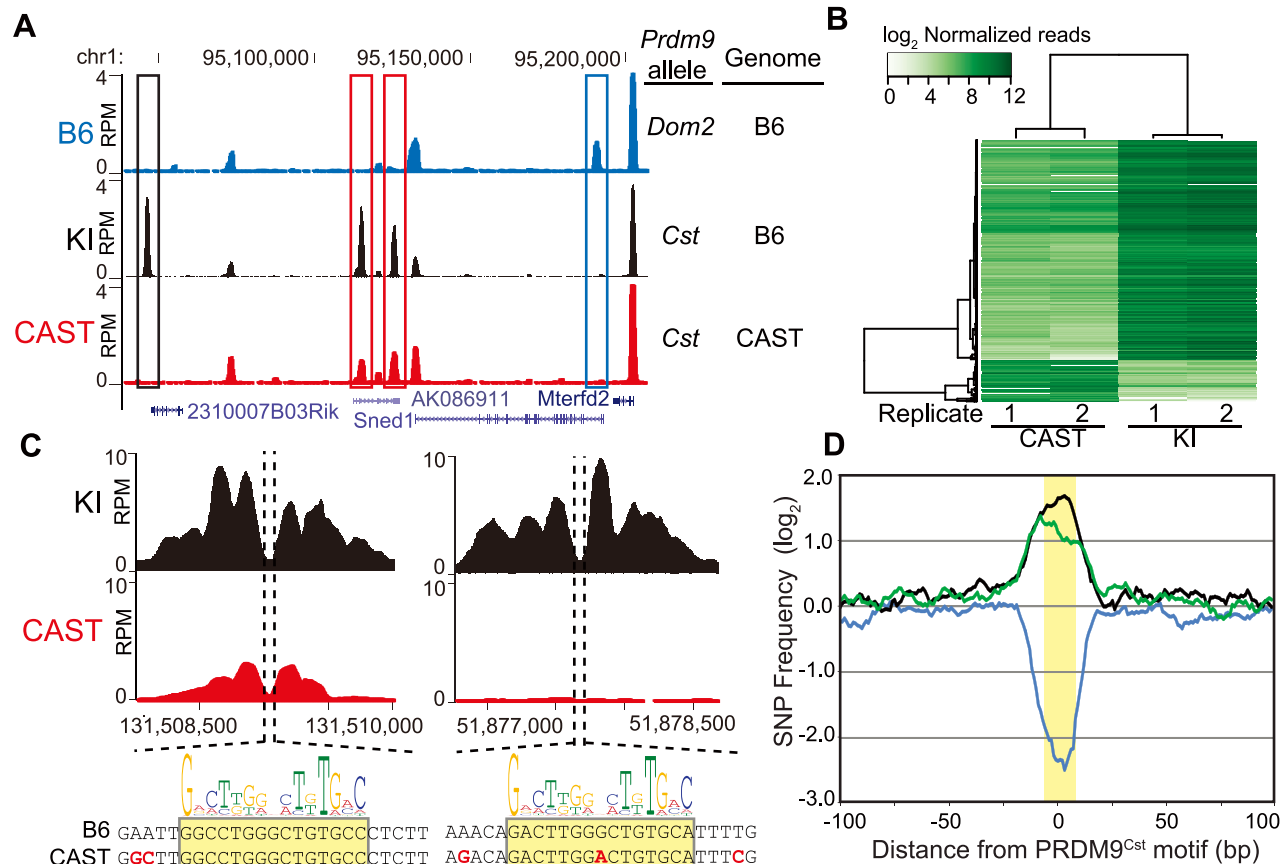 A
chr1: 95,100,000 95,150,000 95,200,000
Prdm9 allele Genome
4
B6 RPM
0
Dom2 B6
4
KI RPM
0
Cst B6
4
CAST RPM
0
Cst CAST
2310007B03Rik
Sned1
AK086911
Mterfd2
B
log2 Normalized reads
0 4 8 12
Replicate 1 2 1 2
CAST KI
C
10
KI RPM
0
10
CAST RPM
0
131,508,500 131,510,000
10
0
10
0
51,877,000 51,878,500
B6 GAATTGGCCTGGGCTGTGCCCTCTT
CAST GGCTTGGCCTGGGCTGTGCCCTCTT
AAACAGACTTGGGCTGTGCATTTTG
AGACAGACTTGGACTGTGCATTTCG
D
SNP Frequency (log2)
2.0
1.0
0.0
-1.0
-2.0
-3.0
-100 -50 0 50 100
Distance from PRDM9Cst motif (bp)